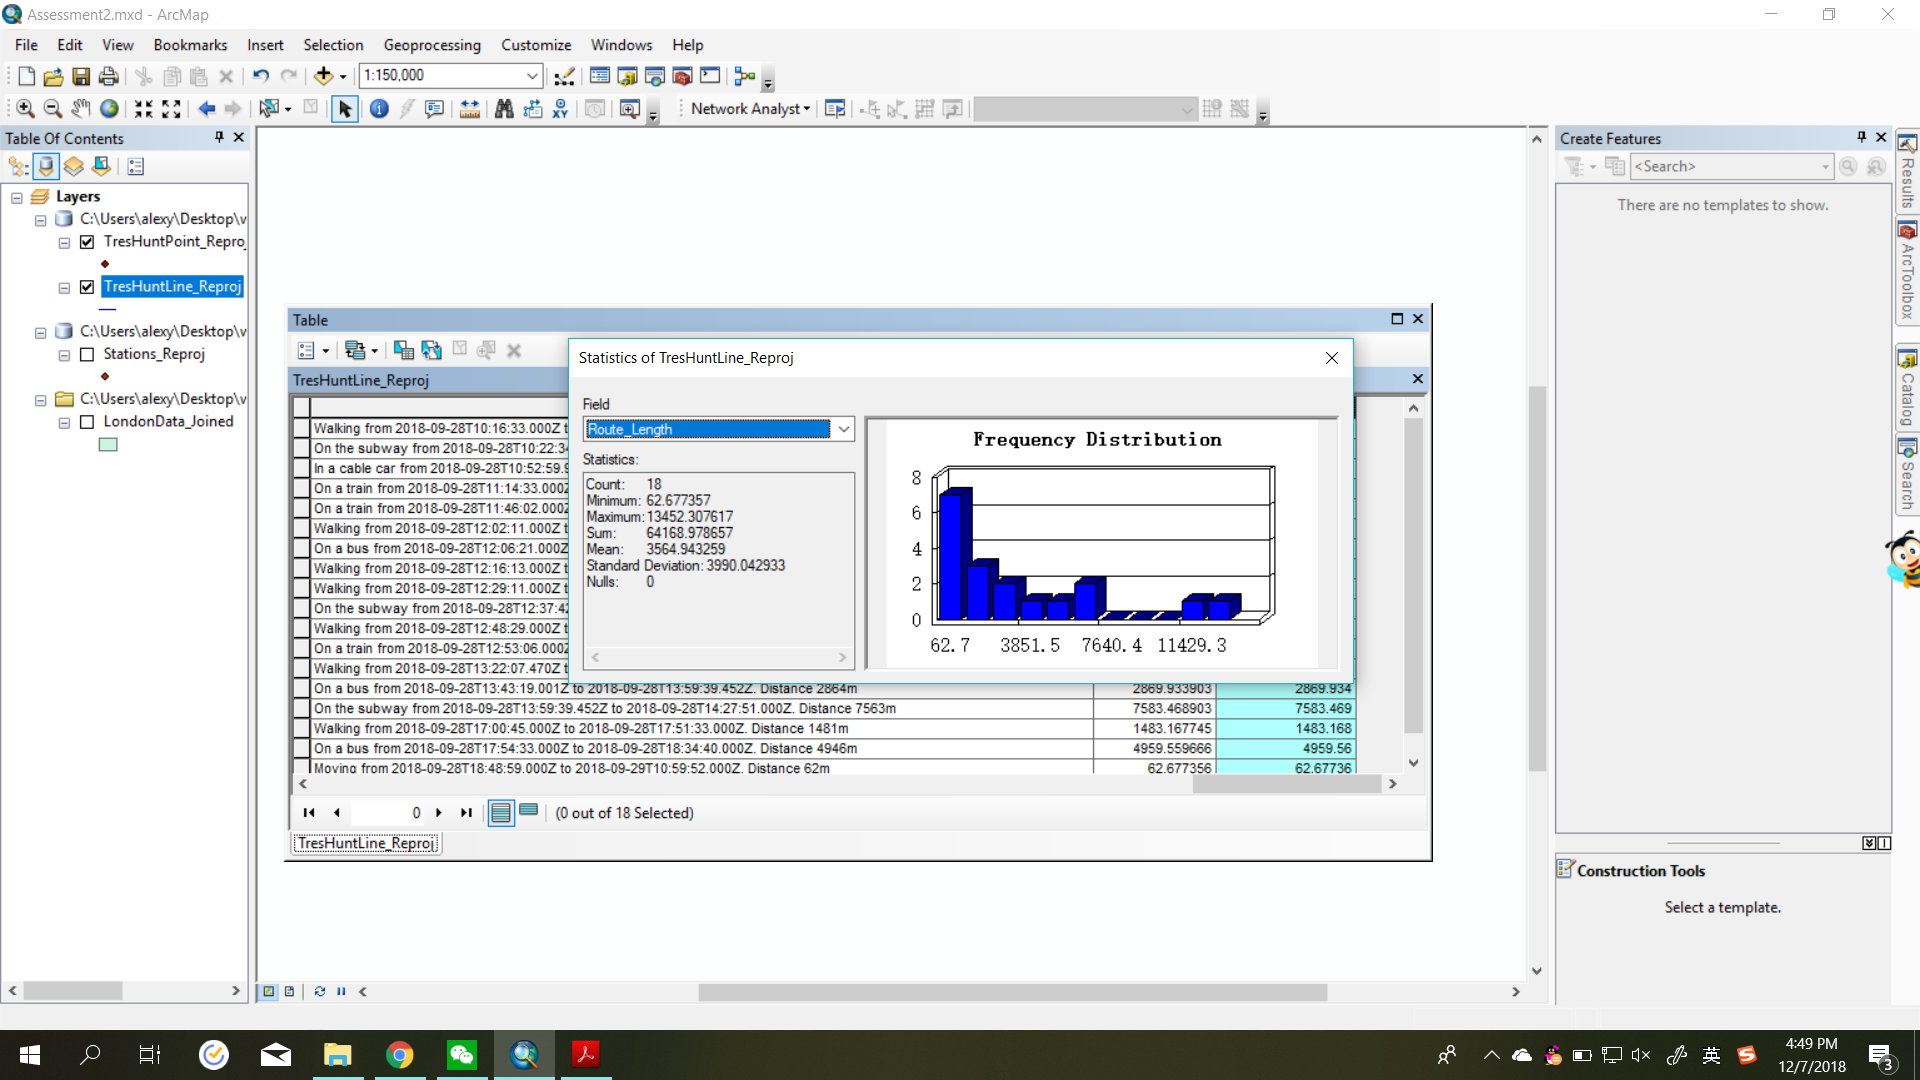 Assessment2.mxd - ArcMap
File Edit View Bookmarks Insert Selection Geoprocessing Customize Windows Help
1:150,000
Network Analyst
Table Of Contents
Layers
C:\Users\alexy\Desktop\v
TresHuntPoint_Repro
TresHuntLine_Reproj
C:\Users\alexy\Desktop\v
Stations_Reproj
C:\Users\alexy\Desktop\v
LondonData_Joined
Table
TresHuntLine_Reproj
Walking from 2018-09-28T10:16:33.000Z t
On the subway from 2018-09-28T10:22:34
In a cable car from 2018-09-28T10:52:59.9
On a train from 2018-09-28T11:14:33.000Z
On a train from 2018-09-28T11:46:02.000Z
Walking from 2018-09-28T12:02:11.000Z t
On a bus from 2018-09-28T12:06:21.000Z
Walking from 2018-09-28T12:16:13.000Z t
Walking from 2018-09-28T12:29:11.000Z t
On the subway from 2018-09-28T12:37:42
Walking from 2018-09-28T12:48:29.000Z t
On a train from 2018-09-28T12:53:06.000Z
Walking from 2018-09-28T13:22:07.470Z t
On a bus from 2018-09-28T13:43:19.001Z to 2018-09-28T13:59:39.452Z. Distance 2864m 2869.933903 2869.934
On the subway from 2018-09-28T13:59:39.452Z to 2018-09-28T14:27:51.000Z. Distance 7563m 7583.468903 7583.469
Walking from 2018-09-28T17:00:45.000Z to 2018-09-28T17:51:33.000Z. Distance 1481m 1483.167745 1483.168
On a bus from 2018-09-28T17:54:33.000Z to 2018-09-28T18:34:40.000Z. Distance 4946m 4959.559666 4959.56
Moving from 2018-09-28T18:48:59.000Z to 2018-09-29T10:59:52.000Z. Distance 62m 62.677356 62.67736
0 (0 out of 18 Selected)
TresHuntLine_Reproj
Statistics of TresHuntLine_Reproj
Field
Route_Length
Statistics:
Count: 18
Minimum: 62.677357
Maximum: 13452.307617
Sum: 64168.978657
Mean: 3564.943259
Standard Deviation: 3990.042933
Nulls: 0
Frequency Distribution
8
6
4
2
0
62.7 3851.5 7640.4 11429.3
Create Features
<Search>
There are no templates to show.
Construction Tools
Select a template.
Results
ArcToolbox
Catalog
Search
英
4:49 PM
12/7/2018
3